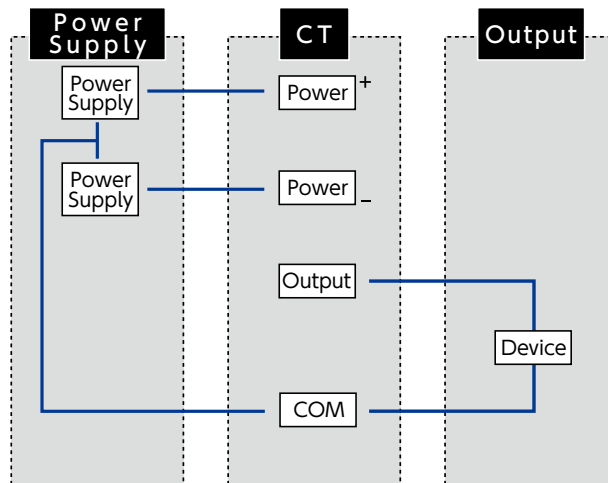 Power
Supply
CT
Output
Power
Supply
Power +
Power
Supply
Power –
Output
Device
COM